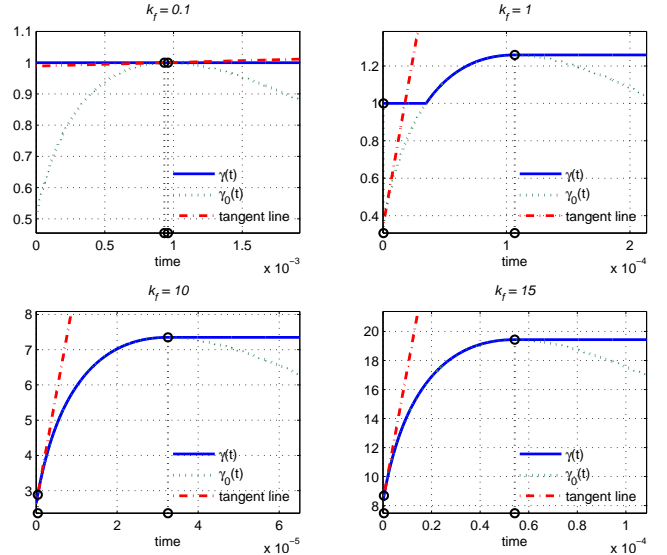 k_f = 0.1
1.1
1
0.9
0.8
0.7
0.6
0.5
γ(t)
γ_0(t)
tangent line
0 0.5 1 1.5
time
x 10^-3
k_f = 1
1.2
1
0.8
0.6
0.4
γ(t)
γ_0(t)
tangent line
0 1 2
time
x 10^-4
k_f = 10
8
7
6
5
4
3
γ(t)
γ_0(t)
tangent line
0 2 4 6
time
x 10^-5
k_f = 15
20
18
16
14
12
10
8
γ(t)
γ_0(t)
tangent line
0 0.2 0.4 0.6 0.8 1
time
x 10^-4